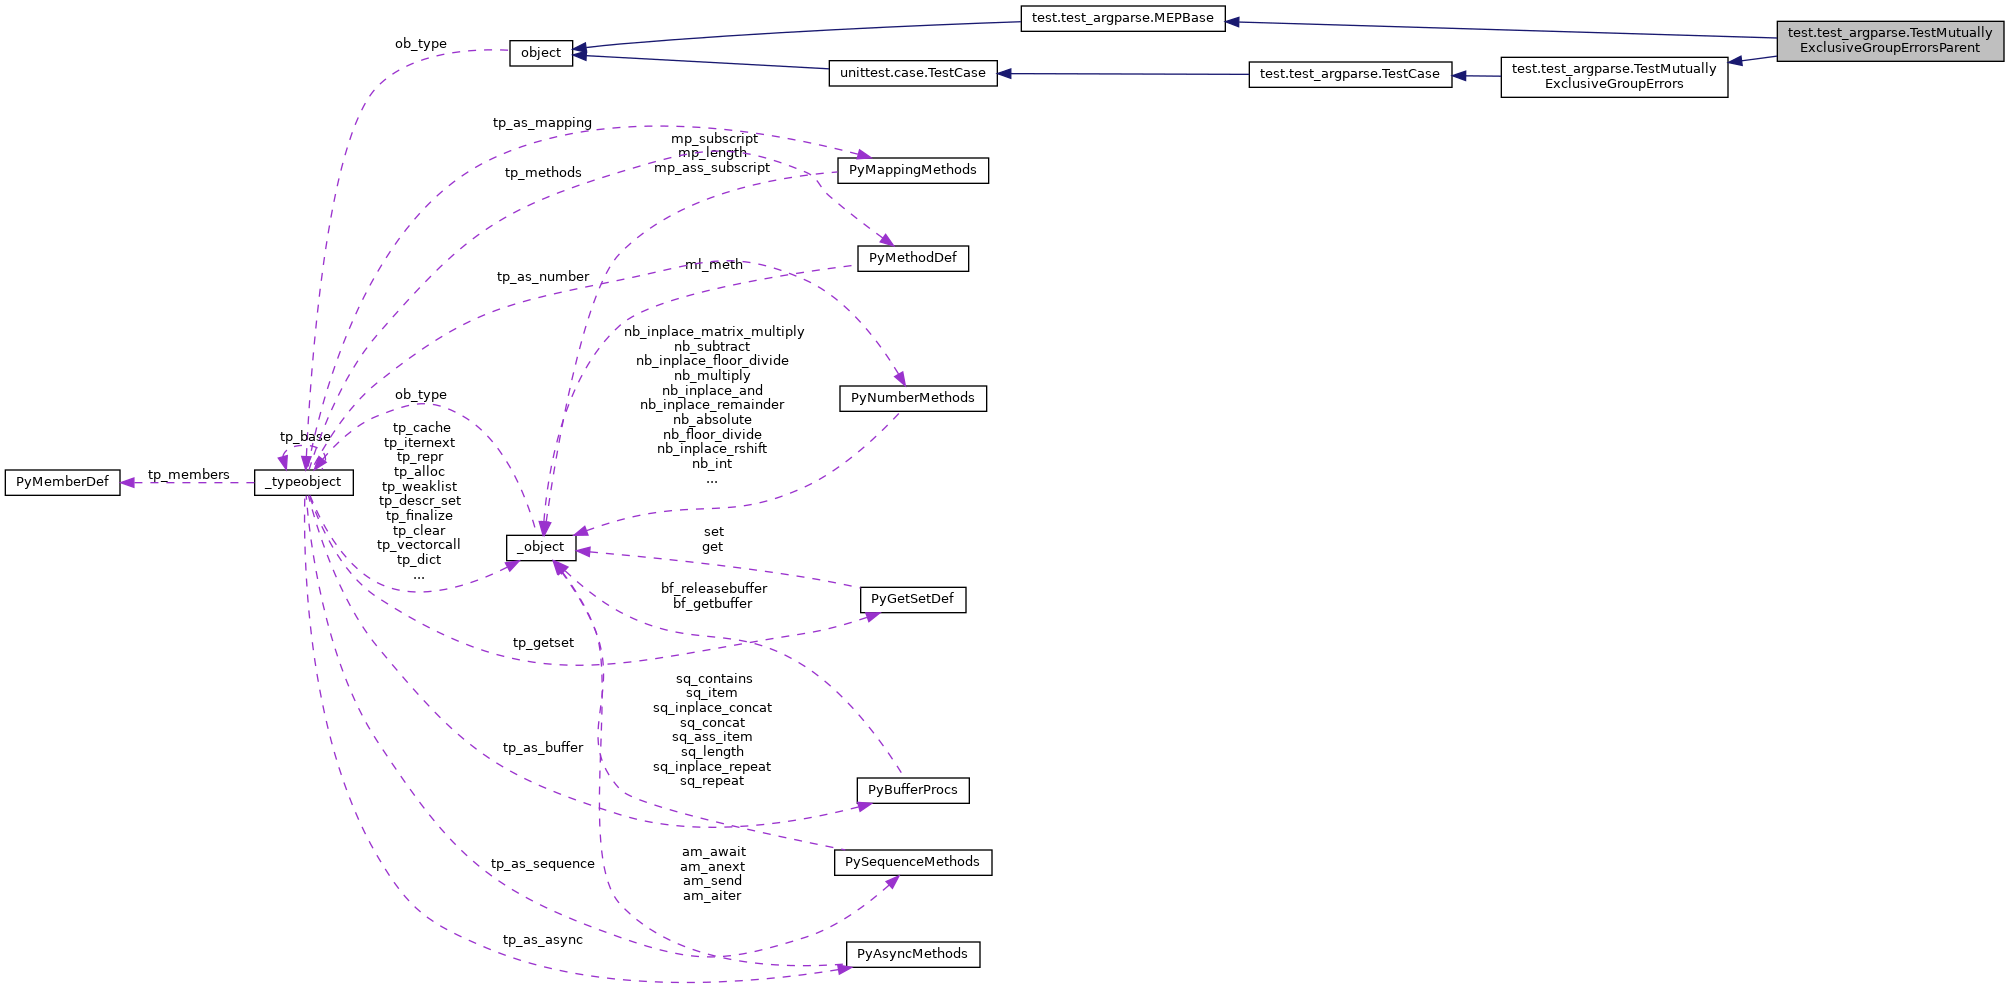 test.test_argparse.MEPBase
test.test_argparse.TestMutually
ExclusiveGroupErrorsParent
ob_type
object
unittest.case.TestCase
test.test_argparse.TestCase
test.test_argparse.TestMutually
ExclusiveGroupErrors
tp_as_mapping
mp_subscript
mp_length
mp_ass_subscript
tp_methods
PyMappingMethods
PyMethodDef
ml_meth
tp_as_number
nb_inplace_matrix_multiply
nb_subtract
nb_inplace_floor_divide
nb_multiply
nb_inplace_and
nb_inplace_remainder
nb_absolute
nb_floor_divide
nb_inplace_rshift
nb_int
...
PyNumberMethods
ob_type
tp_cache
tp_iternext
tp_repr
tp_alloc
tp_weaklist
tp_descr_set
tp_finalize
tp_clear
tp_vectorcall
tp_dict
...
tp_base
PyMemberDef
tp_members
_typeobject
_object
set
get
PyGetSetDef
bf_releasebuffer
bf_getbuffer
tp_getset
sq_contains
sq_item
sq_inplace_concat
sq_concat
sq_ass_item
sq_length
sq_inplace_repeat
sq_repeat
tp_as_buffer
PyBufferProcs
PySequenceMethods
tp_as_sequence
am_await
am_anext
am_send
am_aiter
tp_as_async
PyAsyncMethods